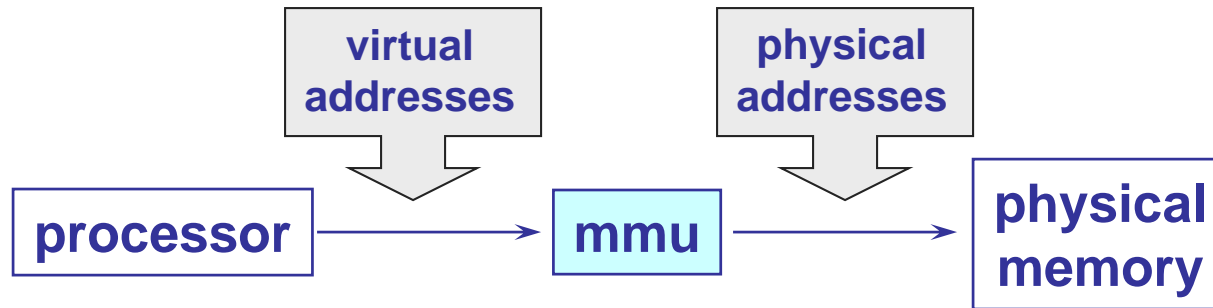 virtual
addresses
physical
addresses
processor
mmu
physical
memory